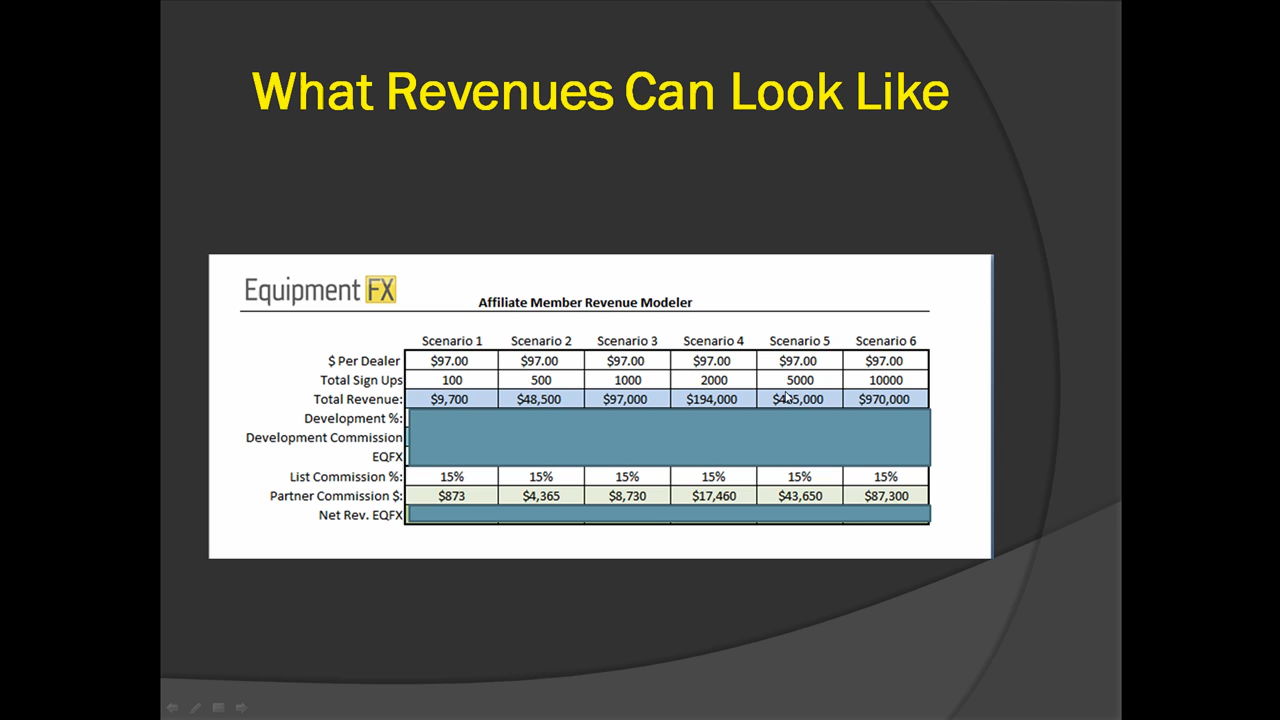 What Revenues Can Look Like
Equipment FX
Affiliate Member Revenue Modeler
Scenario 1 Scenario 2 Scenario 3 Scenario 4 Scenario 5 Scenario 6
$ Per Dealer $97.00 $97.00 $97.00 $97.00 $97.00 $97.00
Total Sign Ups 100 500 1000 2000 5000 10000
Total Revenue: $9,700 $48,500 $97,000 $194,000 $970,000
Development %:
Development Commission
EQFX
List Commission %: 15% 15% 15% 15% 15% 15%
Partner Commission $: $873 $4,365 $8,730 $17,460 $43,650 $87,300
Net Rev. EQFX